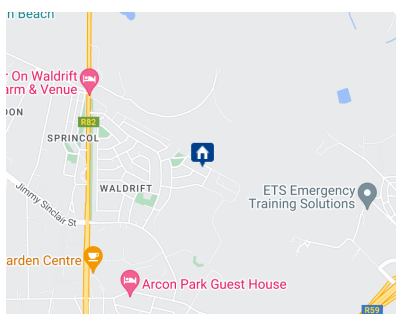 n Beach
r On Waldrift
arm & Venue
DON
R82
SPRINCOL
WALDRIFT
ETS Emergency
Training Solutions
Jimmy Sinclair St
arden Centre
Arcon Park Guest House
R59